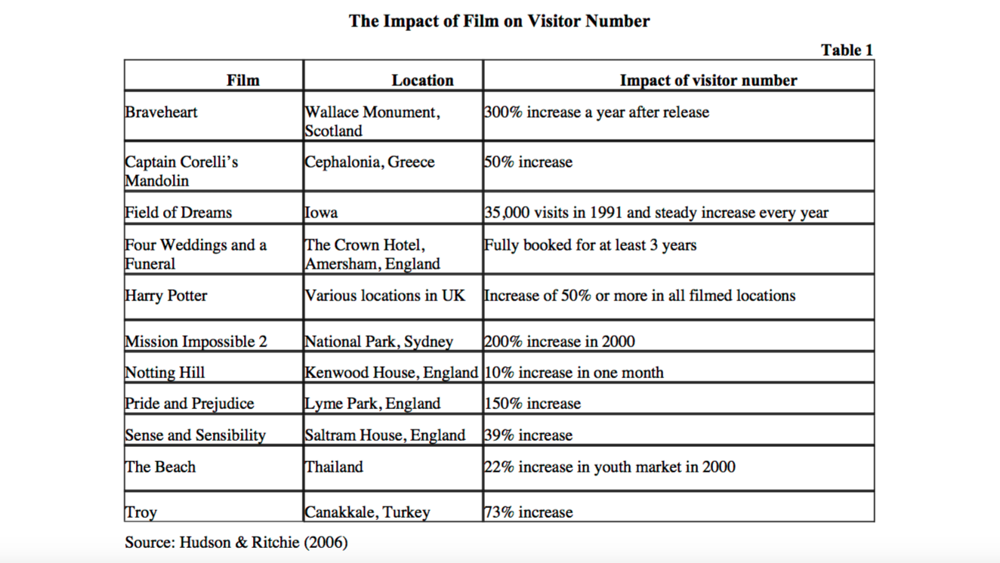 The Impact of Film on Visitor Number
Table 1
Film Location Impact of visitor number
Braveheart Wallace Monument, 300% increase a year after release
Scotland
Captain Corelli’s Cephalonia, Greece 50% increase
Mandolin
Field of Dreams Iowa 35,000 visits in 1991 and steady increase every year
Four Weddings and a The Crown Hotel, Fully booked for at least 3 years
Funeral Amersham, England
Harry Potter Various locations in UK Increase of 50% or more in all filmed locations
Mission Impossible 2 National Park, Sydney 200% increase in 2000
Notting Hill Kenwood House, England 10% increase in one month
Pride and Prejudice Lyme Park, England 150% increase
Sense and Sensibility Saltram House, England 39% increase
The Beach Thailand 22% increase in youth market in 2000
Troy Canakkale, Turkey 73% increase
Source: Hudson & Ritchie (2006)